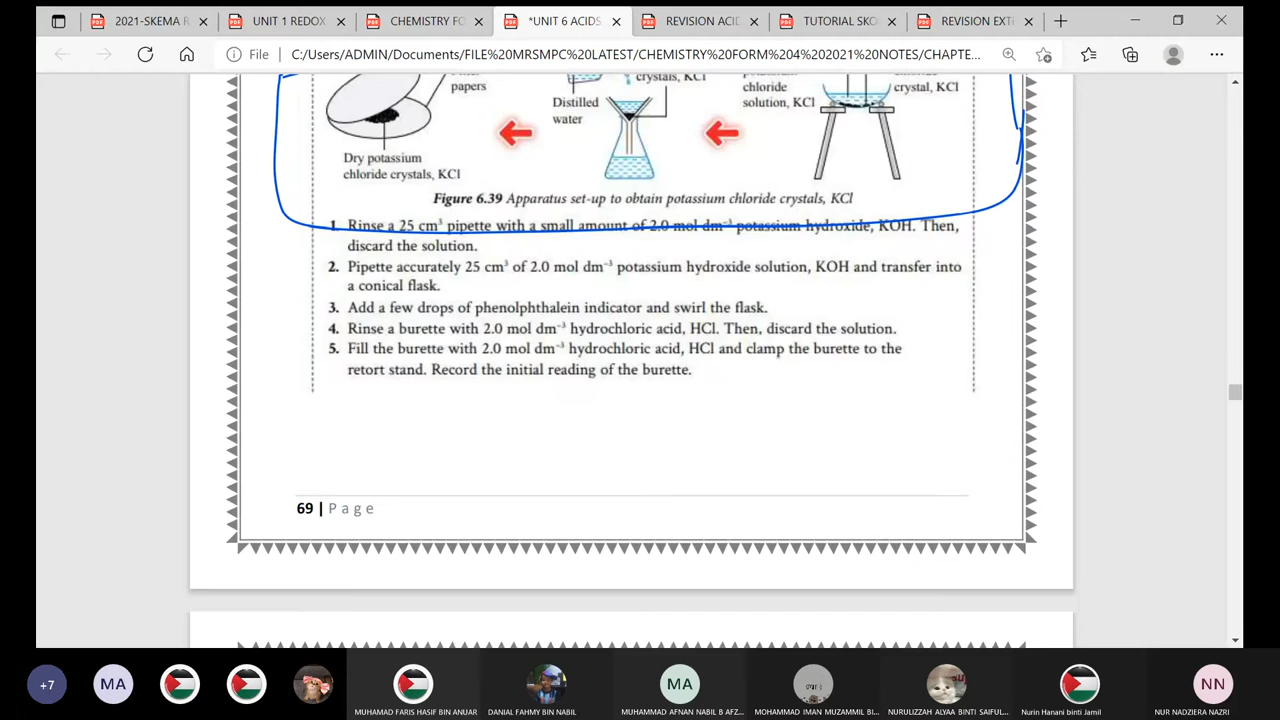 2021-SKEMA R
UNIT 1 REDOX
CHEMISTRY FO
*UNIT 6 ACIDS
REVISION ACID
TUTORIAL SKO
REVISION EXT
File
C:/Users/ADMIN/Documents/FILE%20MRSMPC%20LATEST/CHEMISTRY%20FORM%204%202021%20NOTES/CHAPTE...
papers
crystals, KCl
Distilled
water
chloride
solution, KCl
crystal, KCl
Dry potassium
chloride crystals, KCl
Figure 6.39 Apparatus set-up to obtain potassium chloride crystals, KCl
1. Rinse a 25 cm³ pipette with a small amount of 2.0 mol dm⁻³ potassium hydroxide, KOH. Then,
discard the solution.
2. Pipette accurately 25 cm³ of 2.0 mol dm⁻³ potassium hydroxide solution, KOH and transfer into
a conical flask.
3. Add a few drops of phenolphthalein indicator and swirl the flask.
4. Rinse a burette with 2.0 mol dm⁻³ hydrochloric acid, HCl. Then, discard the solution.
5. Fill the burette with 2.0 mol dm⁻³ hydrochloric acid, HCl and clamp the burette to the
retort stand. Record the initial reading of the burette.
69 | Page
+7
MA
MUHAMAD FARIS HASIF BIN ANUAR
DANIAL FAHMY BIN NABIL
MA
MUHAMMAD AFNAN NABIL B AFZ...
MOHAMMAD IMAN MUZAMMIL BI...
NURULIZZAH ALYAA BINTI SAIFUL...
Nurin Hanani binti Jamil
NN
NUR NADZIERA NAZRI